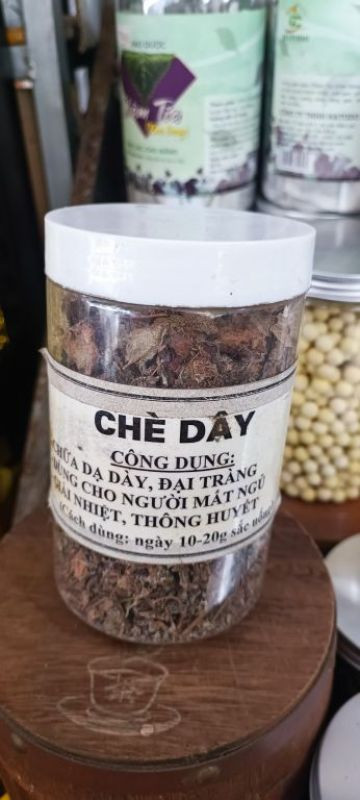 CHÈ DÂY
CÔNG DUNG:
CHỮA DẠ DÀY, ĐẠI TRÀNG
DÙNG CHO NGƯỜI MẤT NGỦ
GIẢI NHIỆT, THÔNG HUYẾT
(Cách dùng: ngày 10-20g sắc uống)